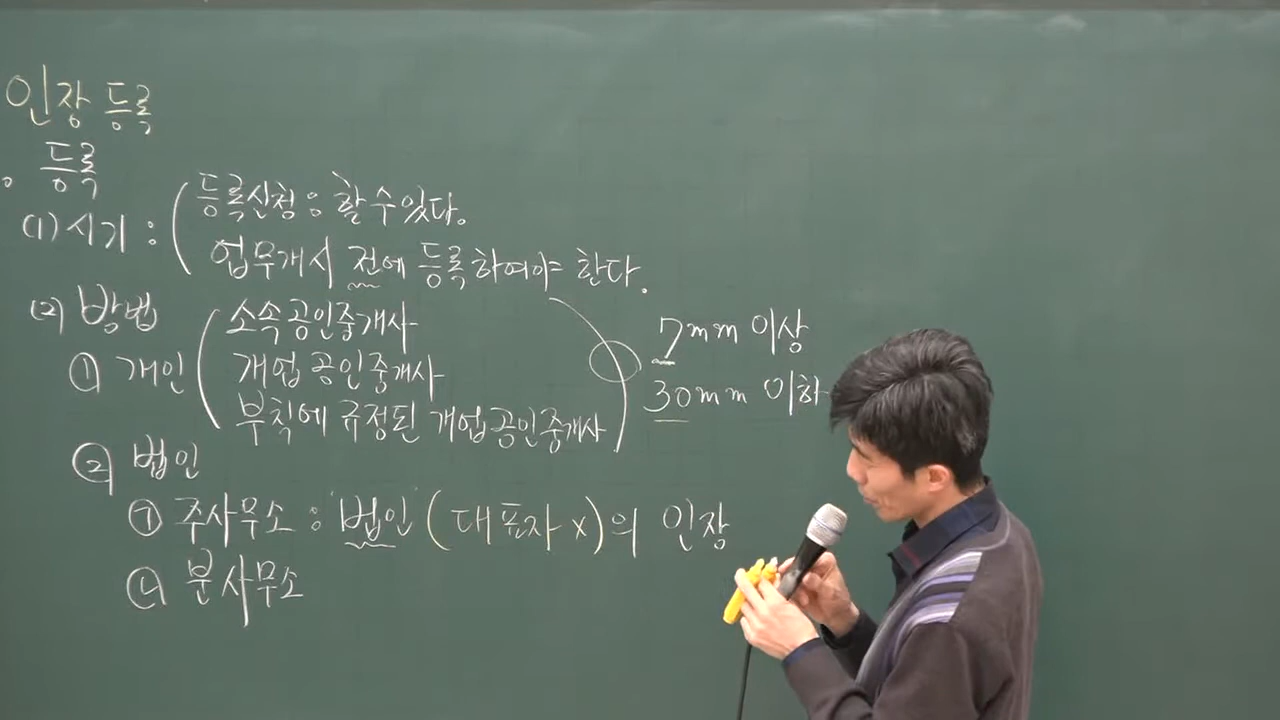 인장 등록
。 등록
(1) 시기 : 등록신청 : 할 수 있다.
업무개시 전에 등록하여야 한다.
(2) 방법
① 개인 소속공인중개사
개업 공인중개사
부칙에 규정된 개업공인중개사
7mm 이상
30mm 이하
② 법인
㉠ 주사무소 : '법인' (대표자 x)의 인장
㉡ 분사무소